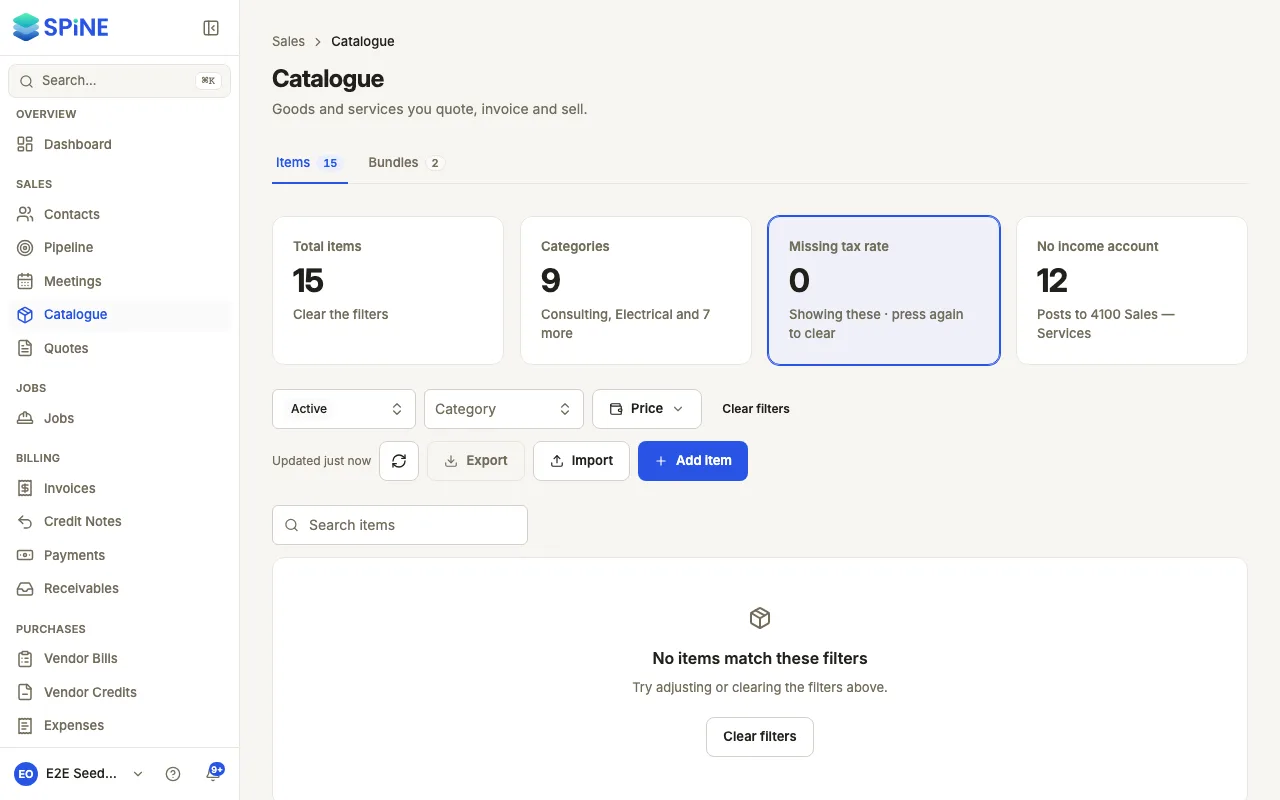 SPiNE
Search...
⌘K
OVERVIEW
Dashboard
SALES
Contacts
Pipeline
Meetings
Catalogue
Quotes
JOBS
Jobs
BILLING
Invoices
Credit Notes
Payments
Receivables
PURCHASES
Vendor Bills
Vendor Credits
Expenses
EO
E2E Seed...
9+
Sales
Catalogue
Catalogue
Goods and services you quote, invoice and sell.
Items 15
Bundles 2
Total items
15
Clear the filters
Categories
9
Consulting, Electrical and 7
more
Missing tax rate
0
Showing these · press again
to clear
No income account
12
Posts to 4100 Sales —
Services
Active
Category
Price
Clear filters
Updated just now
Export
Import
Add item
Search items
No items match these filters
Try adjusting or clearing the filters above.
Clear filters